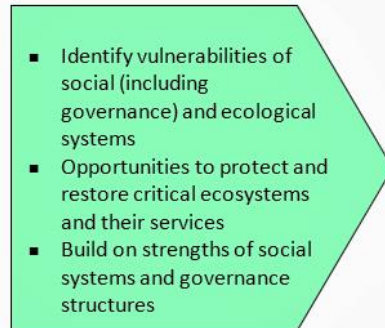 ▪ Identify vulnerabilities of
social (including
governance) and ecological
systems
▪ Opportunities to protect and
restore critical ecosystems
and their services
▪ Build on strengths of social
systems and governance
structures